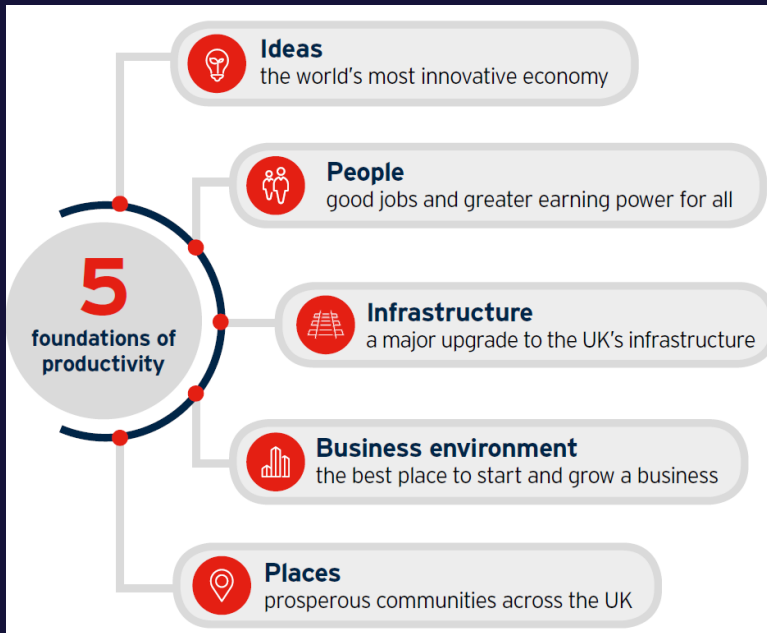 Ideas
the world's most innovative economy
People
good jobs and greater earning power for all
5
foundations of
productivity
Infrastructure
a major upgrade to the UK's infrastructure
Business environment
the best place to start and grow a business
Places
prosperous communities across the UK